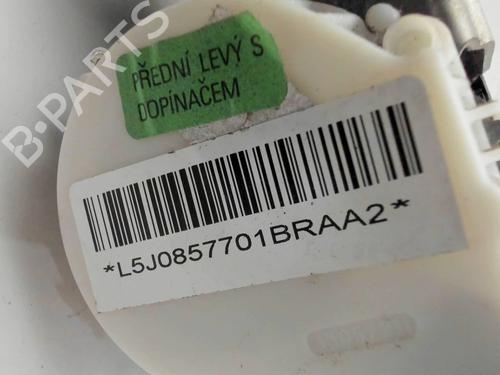 B-PARTS
PŘEDNÍ LEVÝ S
DOPÍNAČEM
*L5J0857701BRAA2*